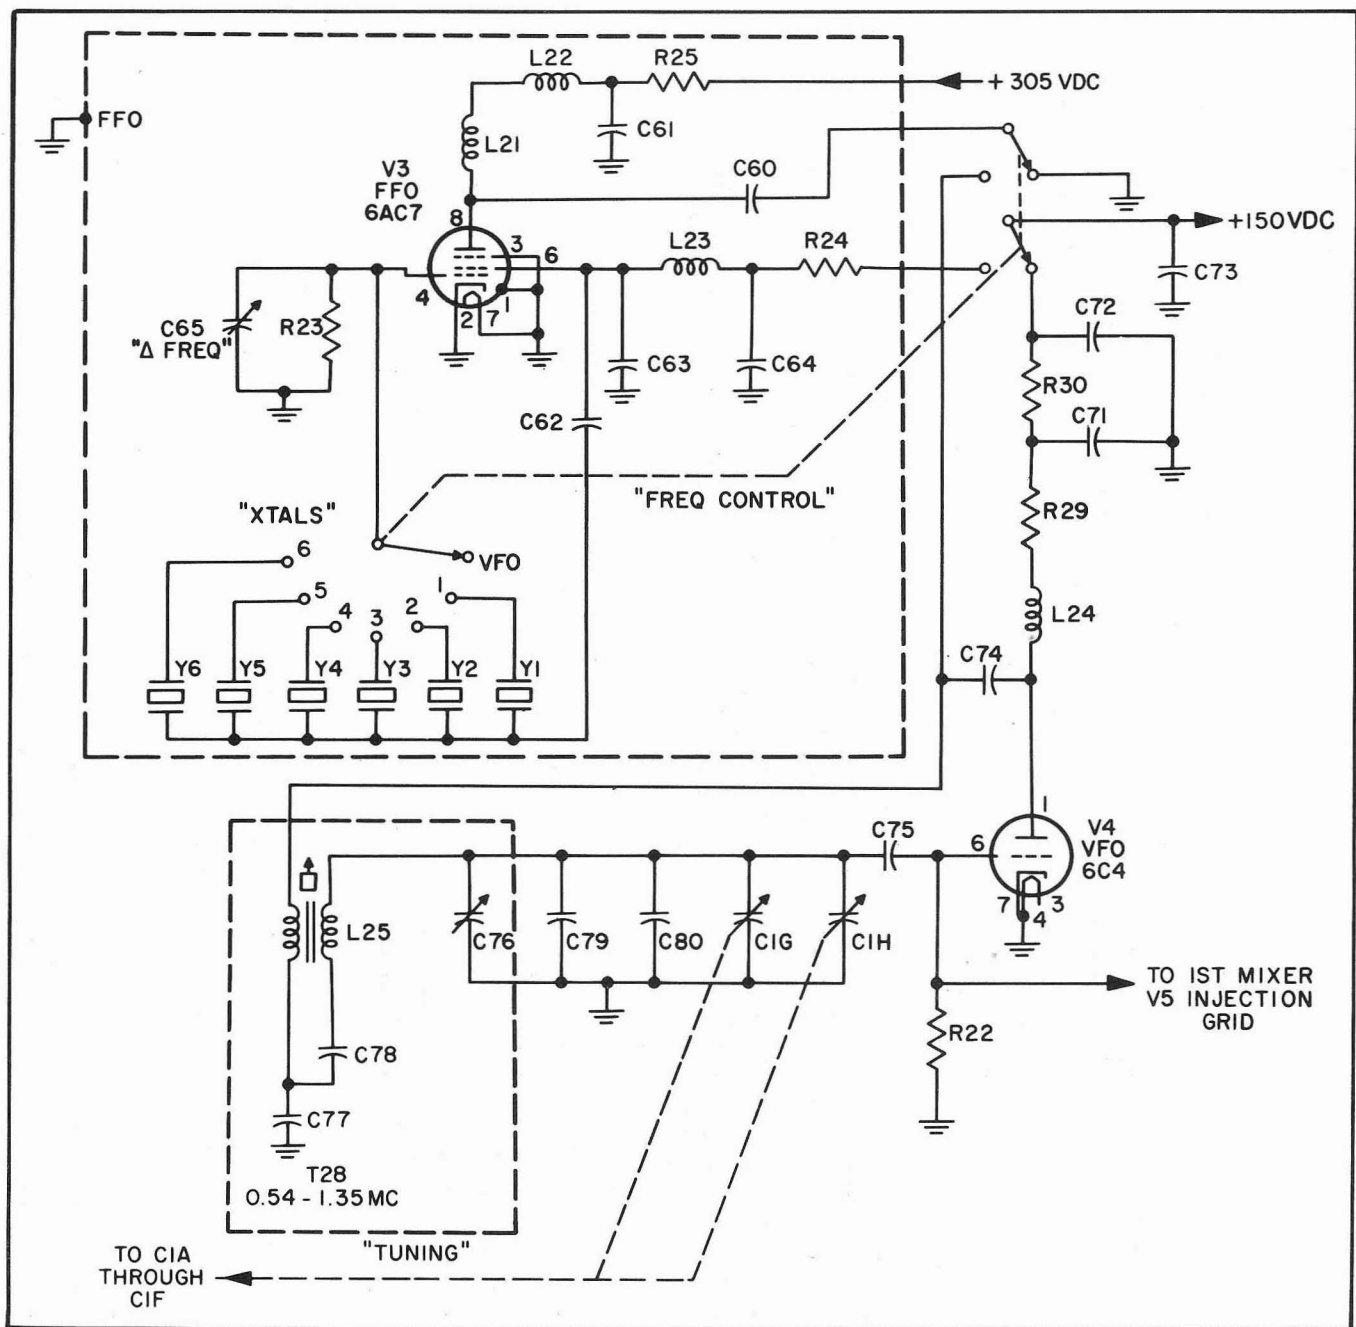 L22
R25
+ 305 VDC
FFO
C61
L21
V3
FFO
6AC7
C60
8
3
6
+150VDC
L23
R24
4
1
2
7
C73
C65
"Δ FREQ"
R23
C72
C63
C64
R30
C62
C71
"FREQ CONTROL"
"XTALS"
R29
6
VFO
5
1
4
3
2
L24
C74
Y6
Y5
Y4
Y3
Y2
Y1
1
C75
V4
VFO
6C4
6
7
4
3
L25
C76
C79
C80
C1G
C1H
TO 1ST MIXER
V5 INJECTION
GRID
R22
C78
C77
T28
0.54 - 1.35 MC
"TUNING"
TO C1A
THROUGH
C1F